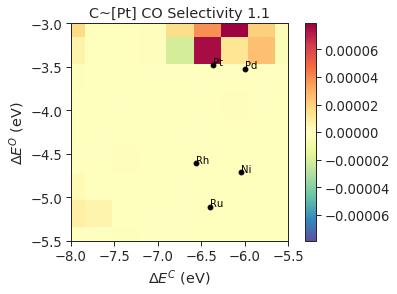 C~[Pt] CO Selectivity 1.1
−3.0
−3.5
−4.0
−4.5
−5.0
−5.5
ΔE^O (eV)
Pt
Pd
Rh
Ni
Ru
−8.0 −7.5 −7.0 −6.5 −6.0 −5.5
ΔE^C (eV)
0.00006
0.00004
0.00002
0.00000
−0.00002
−0.00004
−0.00006